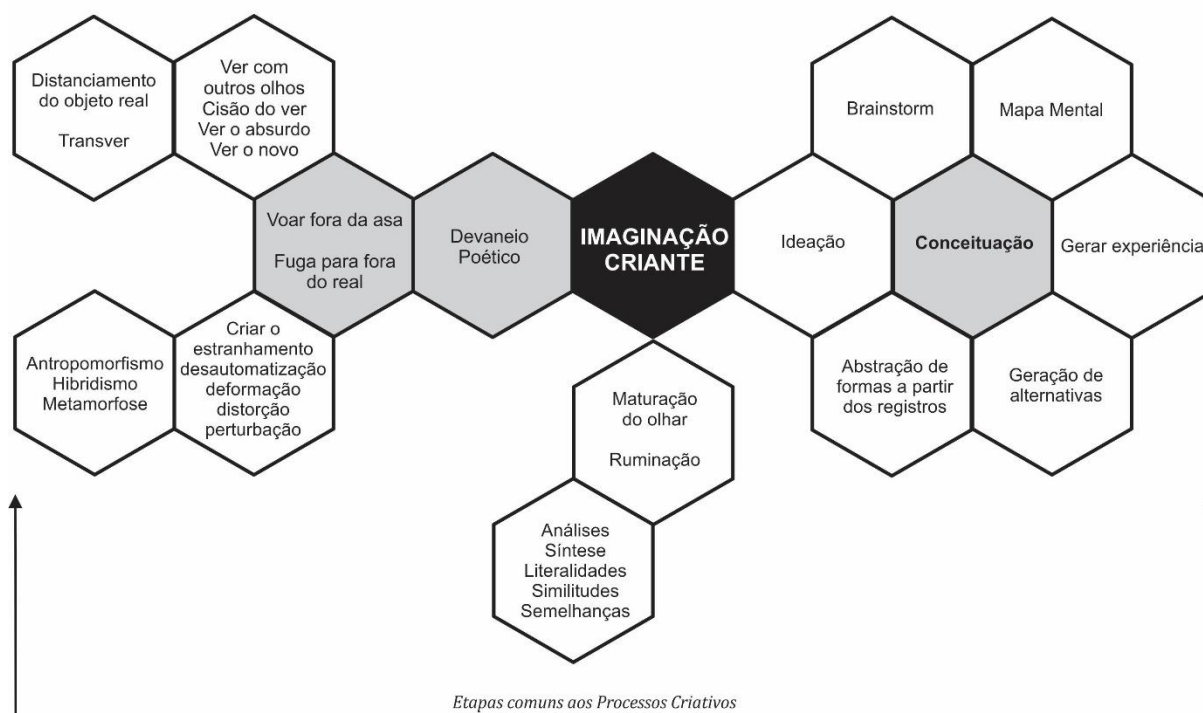 Distanciamento
do objeto real
Transver
Ver com
outros olhos
Cisão do ver
Ver o absurdo
Ver o novo
Brainstorm
Mapa Mental
Voar fora da asa
Fuga para fora
do real
Devaneio
Poético
IMAGINAÇÃO
CRIANTE
Ideação
Conceituação
Gerar experiência
Antropomorfismo
Hibridismo
Metamorfose
Criar o
estranhamento
desautomatização
deformação
distorção
perturbação
Maturação
do olhar
Ruminação
Abstração de
formas a partir
dos registros
Geração de
alternativas
Análises
Síntese
Literalidades
Similitudes
Semelhanças
Etapas comuns aos Processos Criativos